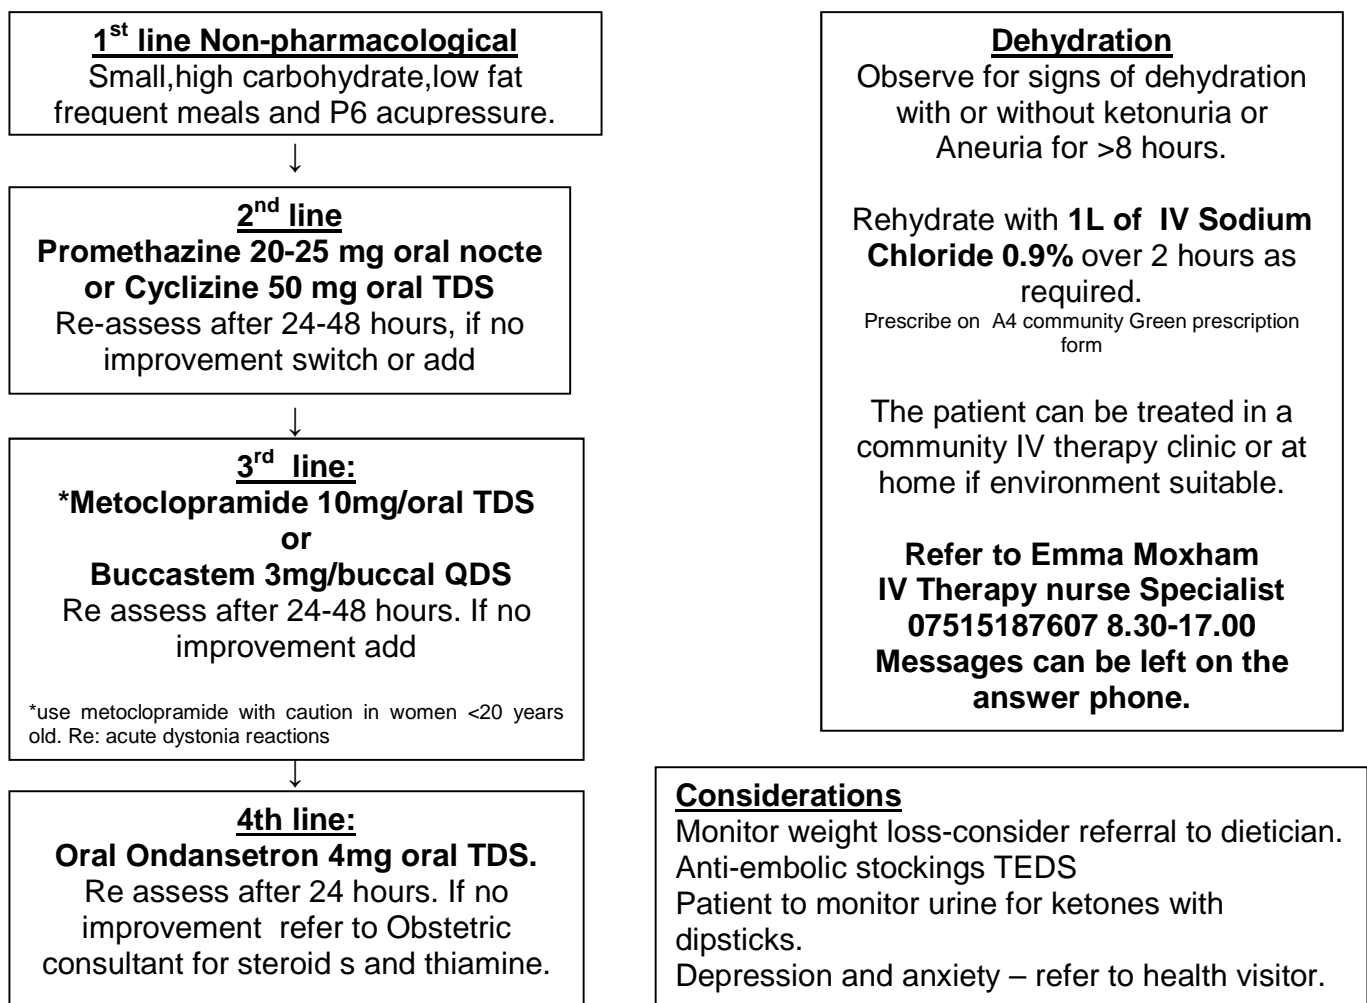 1st line Non-pharmacological
Small,high carbohydrate,low fat
frequent meals and P6 acupressure.
↓
2nd line
Promethazine 20-25 mg oral nocte
or Cyclizine 50 mg oral TDS
Re-assess after 24-48 hours, if no
improvement switch or add
↓
3rd line:
*Metoclopramide 10mg/oral TDS
or
Buccastem 3mg/buccal QDS
Re assess after 24-48 hours. If no
improvement add
*use metoclopramide with caution in women <20 years
old. Re: acute dystonia reactions
↓
4th line:
Oral Ondansetron 4mg oral TDS.
Re assess after 24 hours. If no
improvement refer to Obstetric
consultant for steroid s and thiamine.
Dehydration
Observe for signs of dehydration
with or without ketonuria or
Aneuria for >8 hours.
Rehydrate with 1L of IV Sodium
Chloride 0.9% over 2 hours as
required.
Prescribe on A4 community Green prescription
form
The patient can be treated in a
community IV therapy clinic or at
home if environment suitable.
Refer to Emma Moxham
IV Therapy nurse Specialist
07515187607 8.30-17.00
Messages can be left on the
answer phone.
Considerations
Monitor weight loss-consider referral to dietician.
Anti-embolic stockings TEDS
Patient to monitor urine for ketones with
dipsticks.
Depression and anxiety – refer to health visitor.